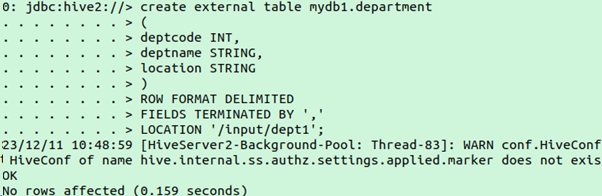 0: jdbc:hive2://> create external table mydb1.department
. . . . . . . . > (
. . . . . . . . > deptcode INT,
. . . . . . . . > deptname STRING,
. . . . . . . . > location STRING
. . . . . . . . > )
. . . . . . . . > ROW FORMAT DELIMITED
. . . . . . . . > FIELDS TERMINATED BY ','
. . . . . . . . > LOCATION '/input/dept1';
23/12/11 10:48:59 [HiveServer2-Background-Pool: Thread-83]: WARN conf.HiveConf
HiveConf of name hive.internal.ss.authz.settings.applied.marker does not exis
OK
No rows affected (0.159 seconds)